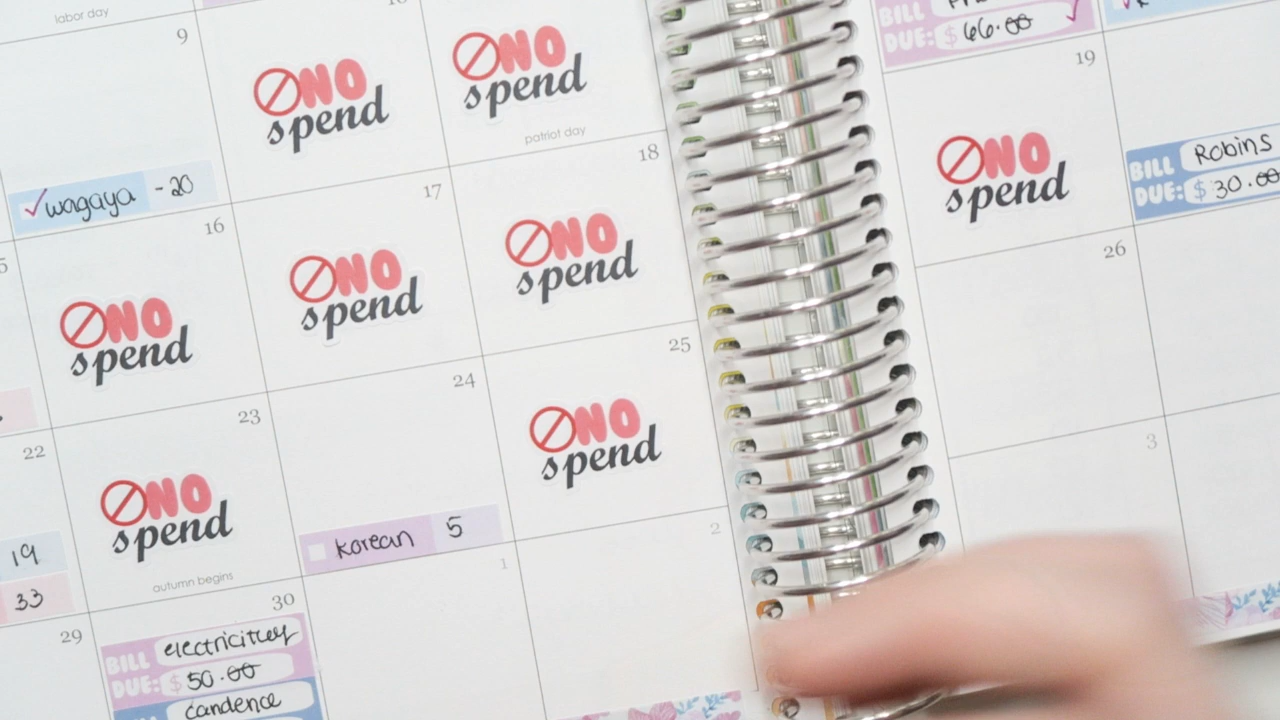 labor day
9
10
NO
spend
NO
spend
patriot day
✓ wagaya -20
16
17
NO
spend
18
NO
spend
NO
spend
22
23
NO
spend
autumn begins
24
korean 5
25
NO
spend
19
33
29
30
BILL electricitey
DUE: $ 50.00
candence
1
2
BILL
DUE: $ 66.00
19
NO
spend
BILL Robins
DUE: $ 30.00
26
3